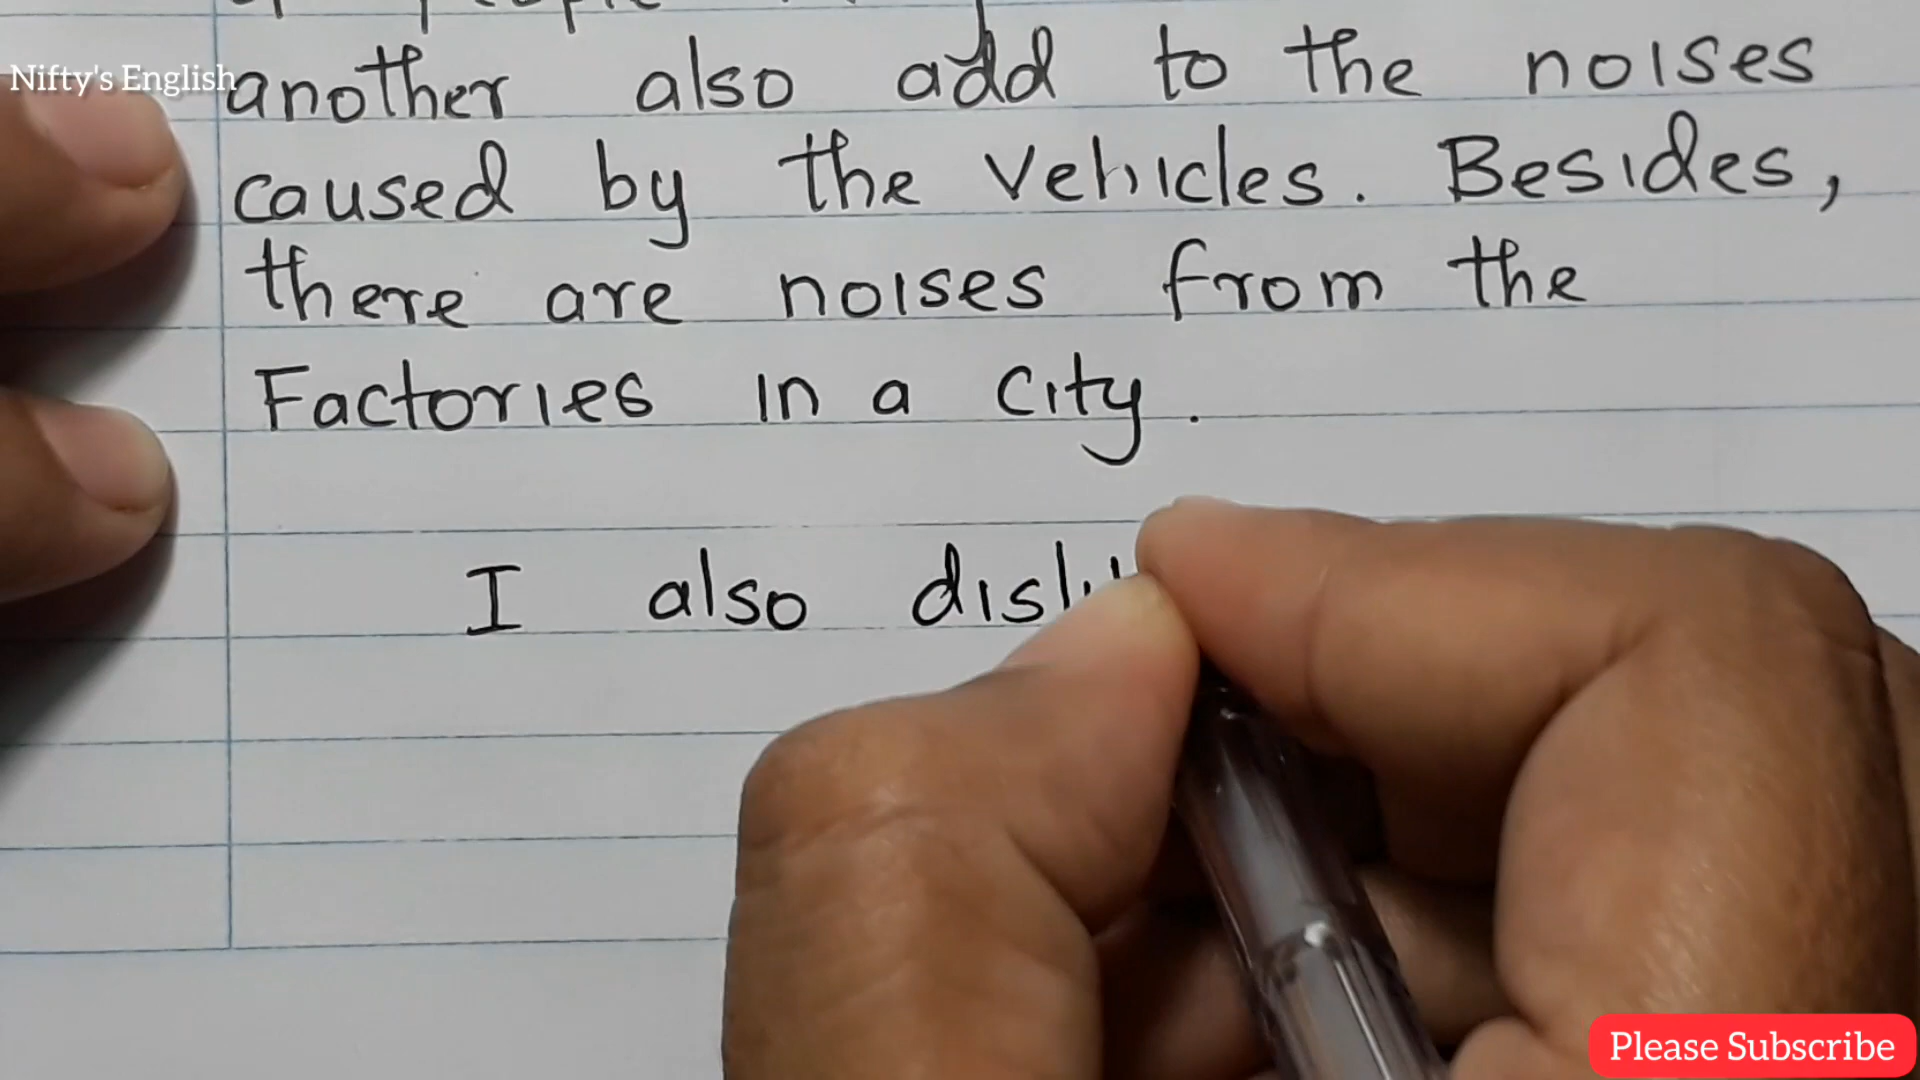 people
Nifty's English
another also add to the noises
caused by the vehicles. Besides,
there are noises from the
Factories in a city.
I also
Please Subscribe